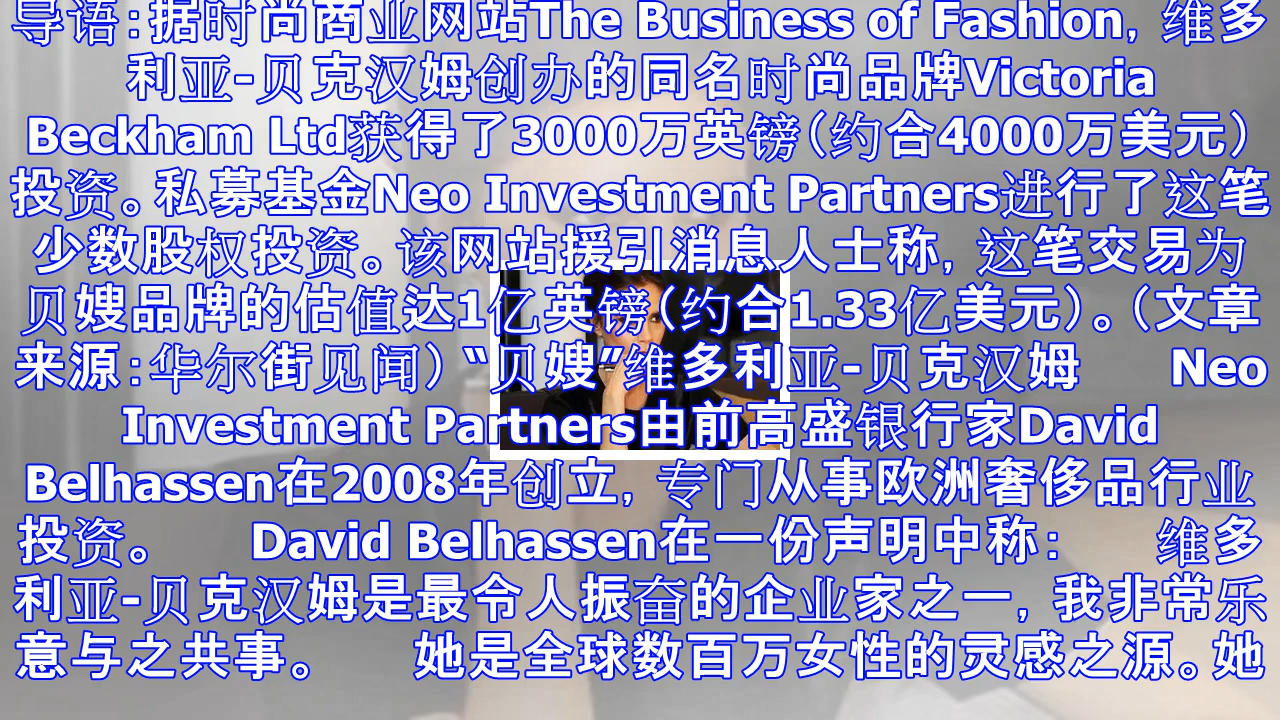 导语：据时尚商业网站The Business of Fashion，维多
利亚-贝克汉姆创办的同名时尚品牌Victoria
Beckham Ltd获得了3000万英镑（约合4000万美元）
投资。私募基金Neo Investment Partners进行了这笔
少数股权投资。该网站援引消息人士称，这笔交易为
贝嫂品牌的估值达1亿英镑（约合1.33亿美元）。（文章
来源：华尔街见闻）“贝嫂”维多利亚-贝克汉姆　　Neo
Investment Partners由前高盛银行家David
Belhassen在2008年创立，专门从事欧洲奢侈品行业
投资。　　David Belhassen在一份声明中称：　　维多
利亚-贝克汉姆是最令人振奋的企业家之一，我非常乐
意与之共事。　　她是全球数百万女性的灵感之源。她